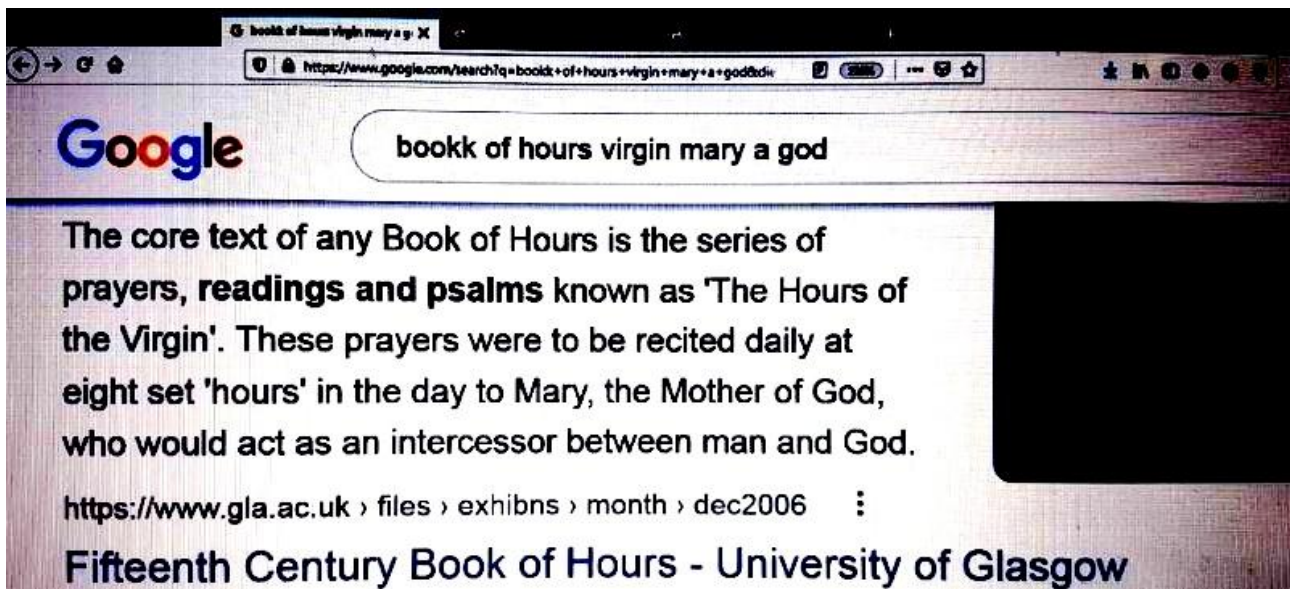 bookk of hours virgin mary a g
https://www.google.com/search?q=bookk+of+hours+virgin+mary+a+god&die
Google
bookk of hours virgin mary a god
The core text of any Book of Hours is the series of
prayers, readings and psalms known as 'The Hours of
the Virgin'. These prayers were to be recited daily at
eight set 'hours' in the day to Mary, the Mother of God,
who would act as an intercessor between man and God.
https://www.gla.ac.uk › files › exhibns › month › dec2006
Fifteenth Century Book of Hours - University of Glasgow